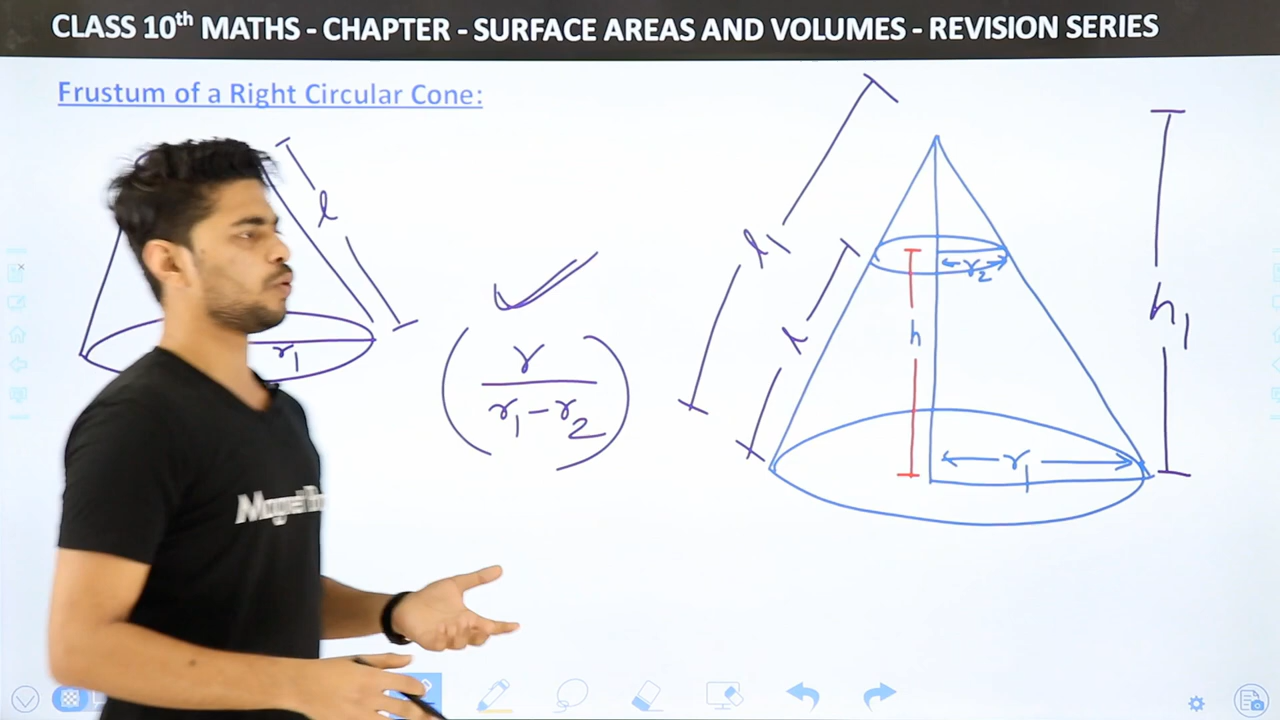 CLASS 10th MATHS - CHAPTER - SURFACE AREAS AND VOLUMES - REVISION SERIES
Frustum of a Right Circular Cone:
l
r1
r
r1 - r2
l1
l
h
r2
r1
h1